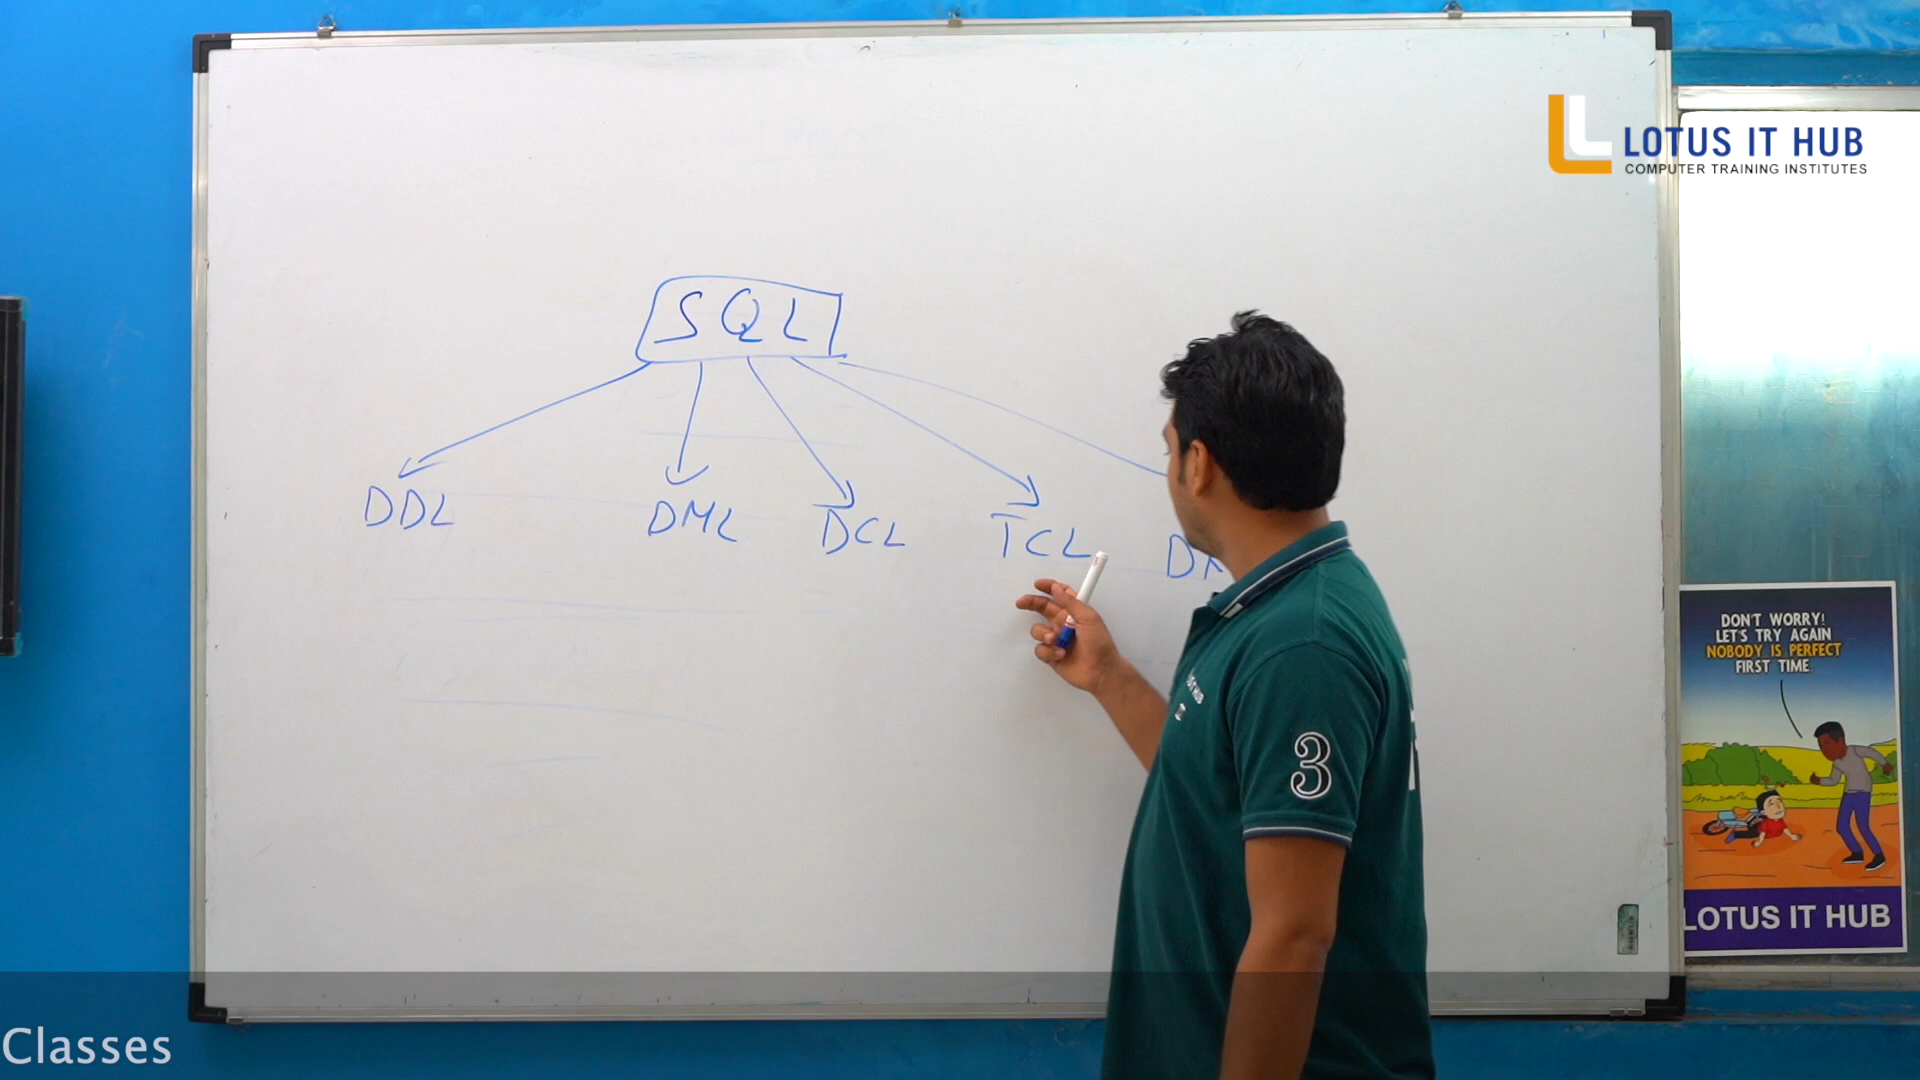 LOTUS IT HUB
COMPUTER TRAINING INSTITUTES
SQL
DDL DML DCL TCL
3
DON'T WORRY!
LET'S TRY AGAIN
NOBODY IS PERFECT
FIRST TIME.
LOTUS IT HUB
Classes